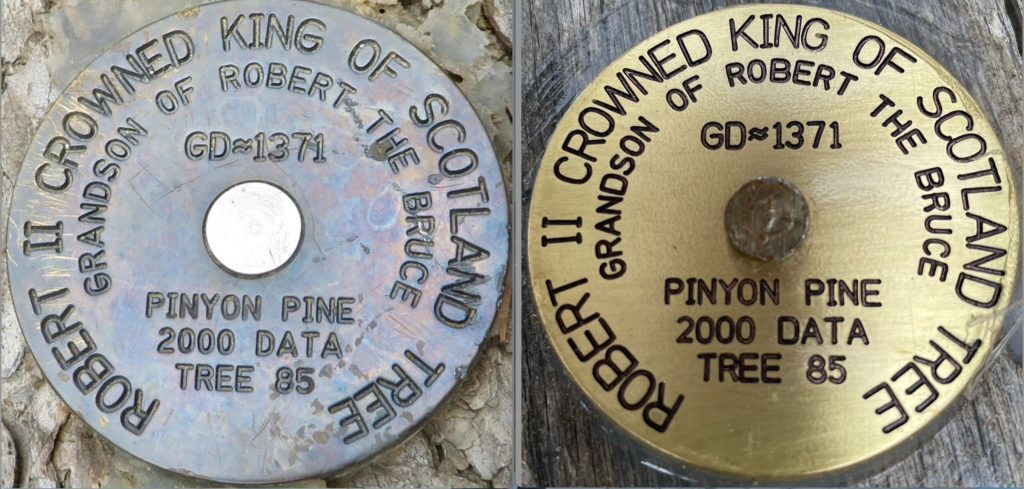 ROBERT II CROWNED KING OF SCOTLAND TREE
GRANDSON OF ROBERT THE BRUCE
GD≈1371
PINYON PINE
2000 DATA
TREE 85
ROBERT II CROWNED KING OF SCOTLAND TREE
GRANDSON OF ROBERT THE BRUCE
GD≈1371
PINYON PINE
2000 DATA
TREE 85